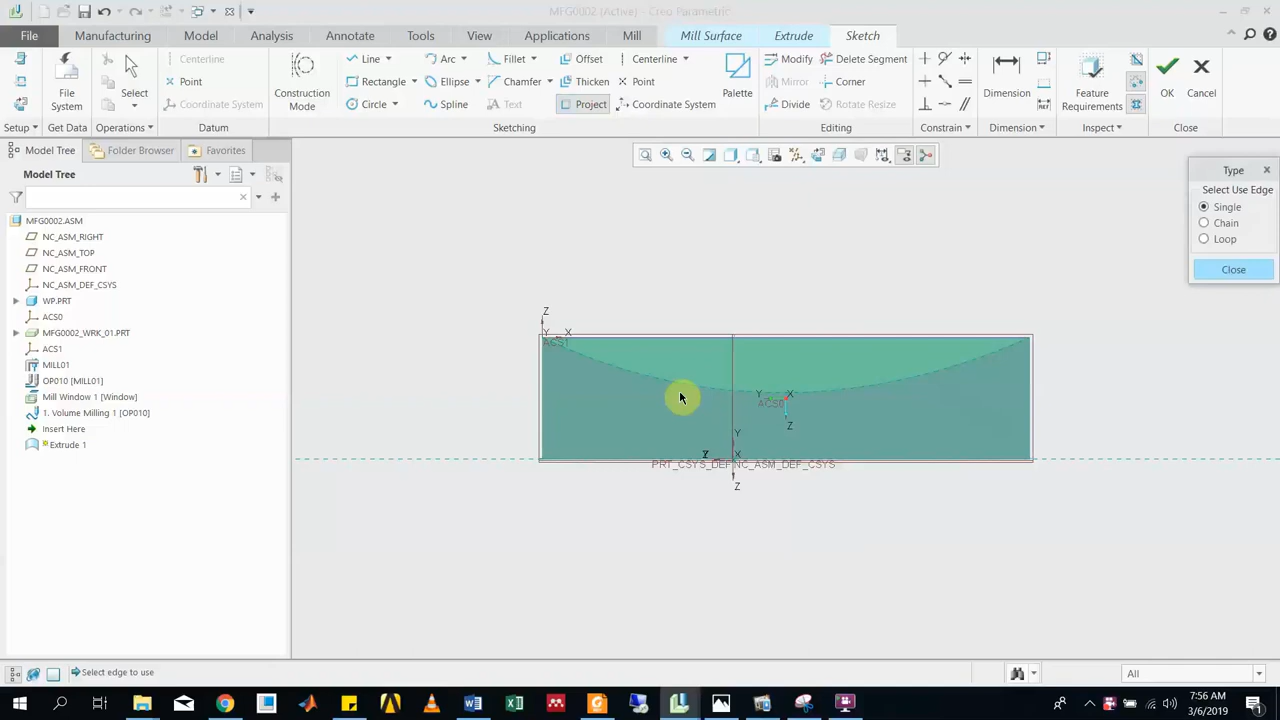 MFG0002 (Active) - Creo Parametric
File Manufacturing Model Analysis Annotate Tools View Applications Mill Mill Surface Extrude Sketch
Centerline Line Arc Fillet Offset Centerline Modify Delete Segment
Point Rectangle Ellipse Chamfer Thicken Point Mirror Corner
Coordinate System Circle Spline Text Project Coordinate System Divide Rotate Resize
File System
Select
Construction Mode
Palette
Dimension
Feature Requirements
OK
Cancel
Setup Get Data Operations Datum Sketching Editing Constrain Dimension Inspect Close
Model Tree Folder Browser Favorites
Model Tree
MFG0002.ASM
NC_ASM_RIGHT
NC_ASM_TOP
NC_ASM_FRONT
NC_ASM_DEF_CSYS
WP.PRT
ACS0
MFG0002_WRK_01.PRT
ACS1
MILL01
OP010 [MILL01]
Mill Window 1 [Window]
1. Volume Milling 1 [OP010]
Insert Here
Extrude 1
Type
Select Use Edge
Single
Chain
Loop
Close
Z
Y X
ACS1
Y X
ACS0
Z
Y
Z X
PRT_CSYS_DEF NC_ASM_DEF_CSYS
Z
Select edge to use
All
7:56 AM
3/6/2019